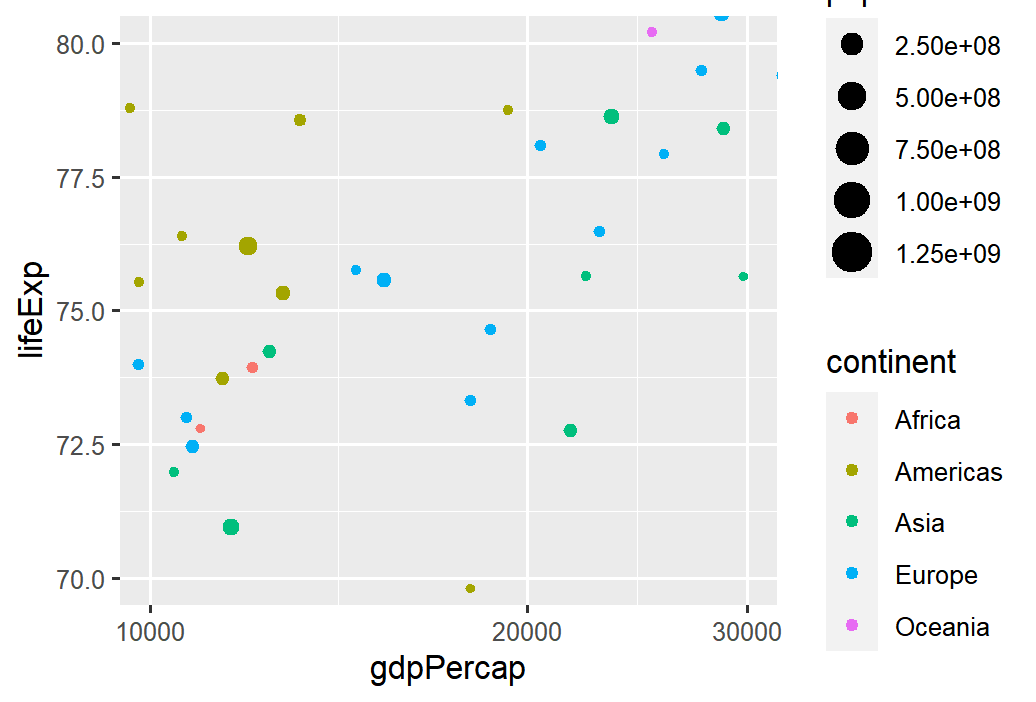 80.0
77.5
75.0
72.5
70.0
lifeExp
10000
20000
30000
gdpPercap
2.50e+08
5.00e+08
7.50e+08
1.00e+09
1.25e+09
continent
Africa
Americas
Asia
Europe
Oceania